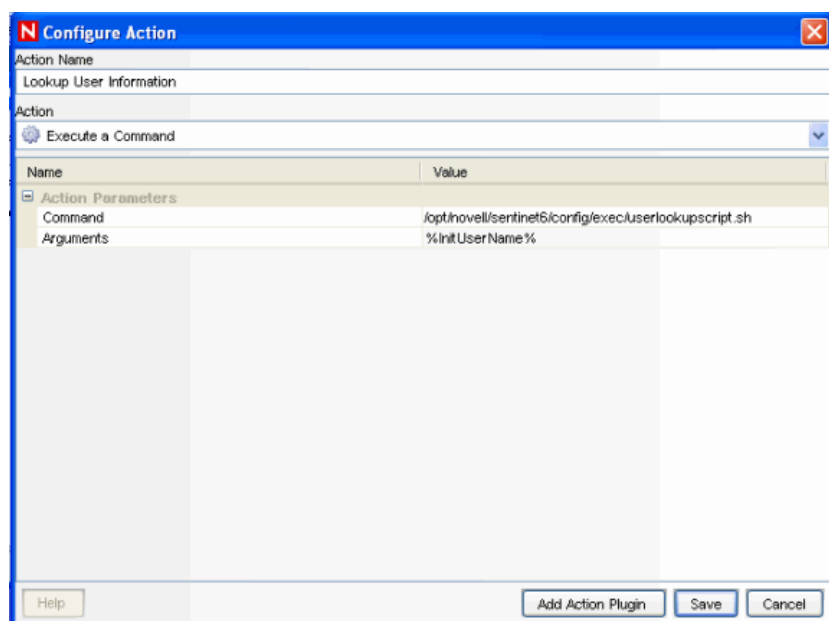 N Configure Action
Action Name
Lookup User Information
Action
Execute a Command
Name Value
Action Parameters
Command /opt/novell/sentinet6/config/exec/userlookupscript.sh
Arguments %InitUserName%
Help Add Action Plugin Save Cancel